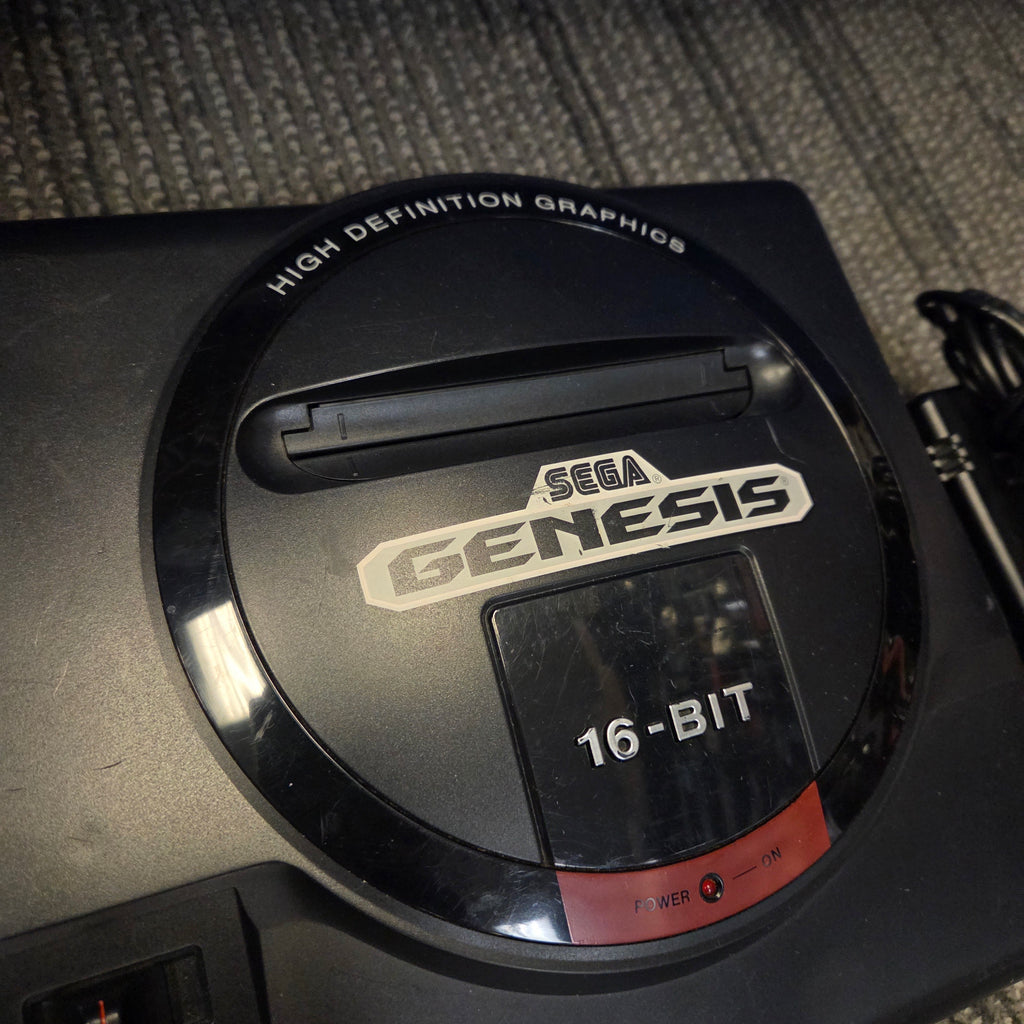 HIGH DEFINITION GRAPHICS
SEGA®
GENESIS®
16-BIT
POWER — ON